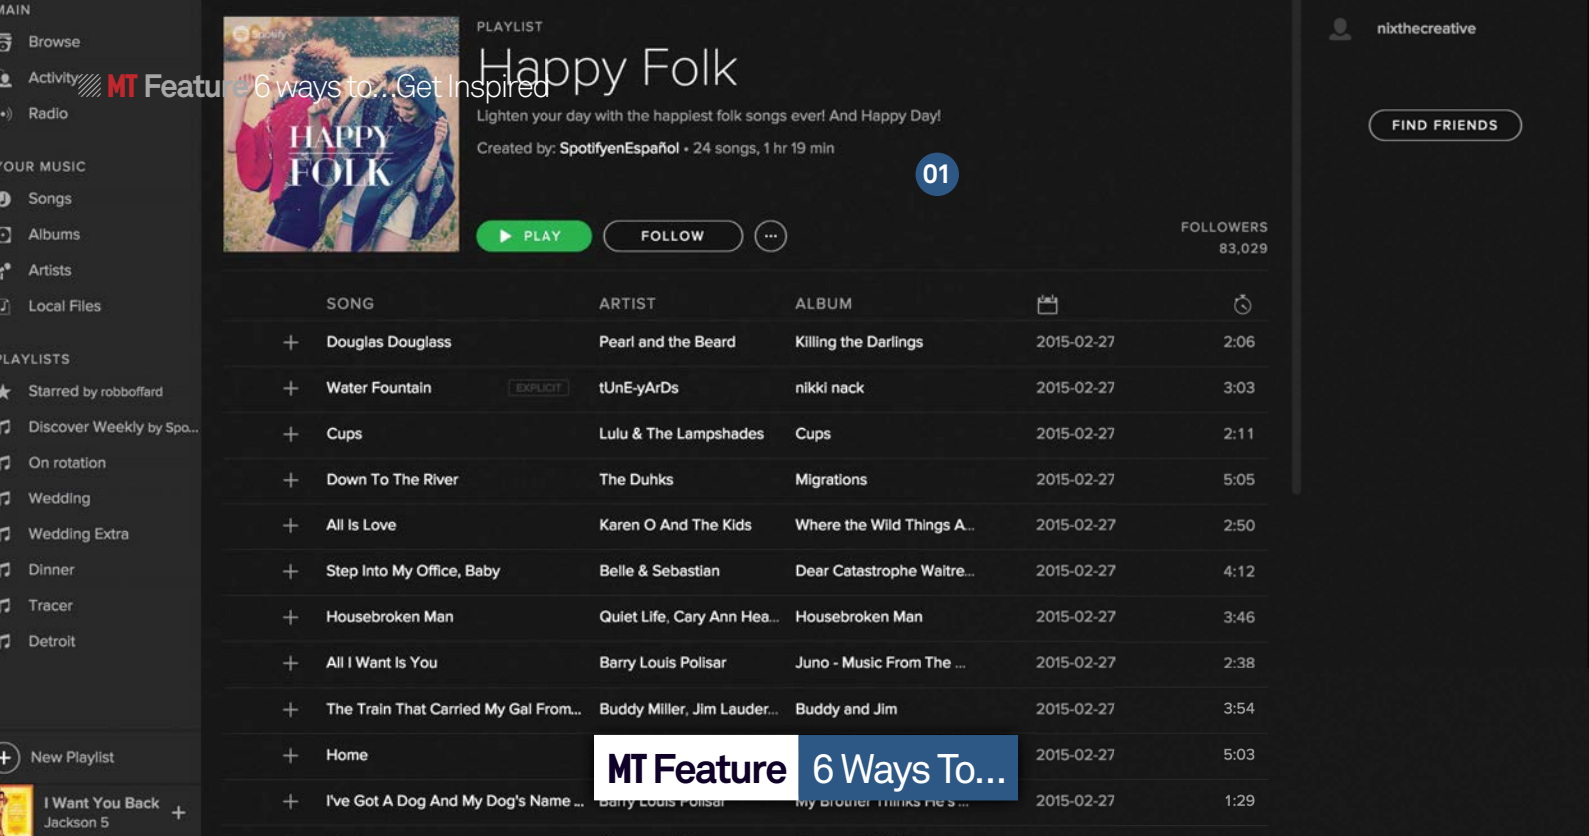 MAIN
Browse
Activity
Radio
YOUR MUSIC
Songs
Albums
Artists
Local Files
PLAYLISTS
Starred by robboffard
Discover Weekly by Spo...
On rotation
Wedding
Wedding Extra
Dinner
Tracer
Detroit
New Playlist
I Want You Back
Jackson 5
MT Feature 6 ways to...Get Inspired
Spotify
HAPPY
FOLK
PLAYLIST
Happy Folk
Lighten your day with the happiest folk songs ever! And Happy Day!
Created by: SpotifyenEspañol • 24 songs, 1 hr 19 min
01
PLAY FOLLOW ...
FOLLOWERS
83,029
SONG ARTIST ALBUM
Douglas Douglass Pearl and the Beard Killing the Darlings 2015-02-27 2:06
Water Fountain EXPLICIT tUnE-yArDs nikki nack 2015-02-27 3:03
Cups Lulu & The Lampshades Cups 2015-02-27 2:11
Down To The River The Duhks Migrations 2015-02-27 5:05
All Is Love Karen O And The Kids Where the Wild Things A... 2015-02-27 2:50
Step Into My Office, Baby Belle & Sebastian Dear Catastrophe Waitre... 2015-02-27 4:12
Housebroken Man Quiet Life, Cary Ann Hea... Housebroken Man 2015-02-27 3:46
All I Want Is You Barry Louis Polisar Juno - Music From The ... 2015-02-27 2:38
The Train That Carried My Gal From... Buddy Miller, Jim Lauder... Buddy and Jim 2015-02-27 3:54
Home 2015-02-27 5:03
I've Got A Dog And My Dog's Name ... Barry Louis Polisar My Brother Thinks He's ... 2015-02-27 1:29
MT Feature 6 Ways To...
nixthecreative
FIND FRIENDS